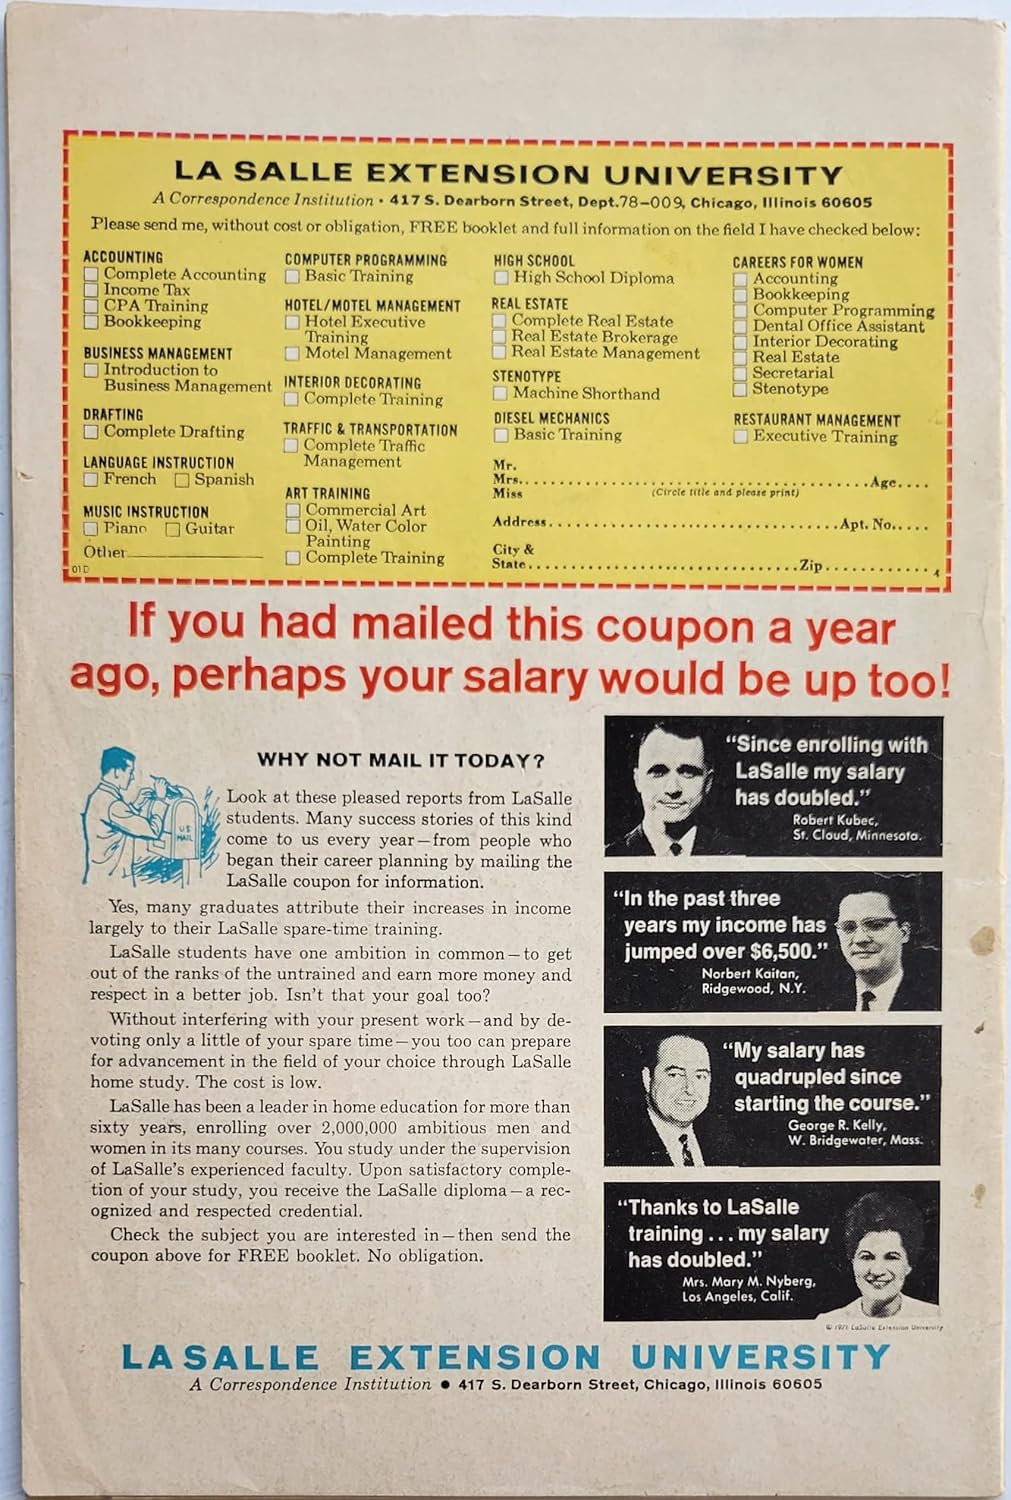 LA SALLE EXTENSION UNIVERSITY
A Correspondence Institution • 417 S. Dearborn Street, Dept.78-009, Chicago, Illinois 60605
Please send me, without cost or obligation, FREE booklet and full information on the field I have checked below:
ACCOUNTING
Complete Accounting
Income Tax
CPA Training
Bookkeeping
BUSINESS MANAGEMENT
Introduction to
Business Management
DRAFTING
Complete Drafting
LANGUAGE INSTRUCTION
French Spanish
MUSIC INSTRUCTION
Piano Guitar
Other
01D
COMPUTER PROGRAMMING
Basic Training
HOTEL/MOTEL MANAGEMENT
Hotel Executive
Training
Motel Management
INTERIOR DECORATING
Complete Training
TRAFFIC & TRANSPORTATION
Complete Traffic
Management
ART TRAINING
Commercial Art
Oil, Water Color
Painting
Complete Training
HIGH SCHOOL
High School Diploma
REAL ESTATE
Complete Real Estate
Real Estate Brokerage
Real Estate Management
STENOTYPE
Machine Shorthand
DIESEL MECHANICS
Basic Training
CAREERS FOR WOMEN
Accounting
Bookkeeping
Computer Programming
Dental Office Assistant
Interior Decorating
Real Estate
Secretarial
Stenotype
RESTAURANT MANAGEMENT
Executive Training
Mr.
Mrs. Age
Miss (Circle title and please print)
Address Apt. No.
City &
State Zip
4
If you had mailed this coupon a year
ago, perhaps your salary would be up too!
WHY NOT MAIL IT TODAY?
U.S.
MAIL
Look at these pleased reports from LaSalle
students. Many success stories of this kind
come to us every year—from people who
began their career planning by mailing the
LaSalle coupon for information.
Yes, many graduates attribute their increases in income
largely to their LaSalle spare-time training.
LaSalle students have one ambition in common—to get
out of the ranks of the untrained and earn more money and
respect in a better job. Isn't that your goal too?
Without interfering with your present work—and by de-
voting only a little of your spare time—you too can prepare
for advancement in the field of your choice through LaSalle
home study. The cost is low.
LaSalle has been a leader in home education for more than
sixty years, enrolling over 2,000,000 ambitious men and
women in its many courses. You study under the supervision
of LaSalle's experienced faculty. Upon satisfactory comple-
tion of your study, you receive the LaSalle diploma—a rec-
ognized and respected credential.
Check the subject you are interested in—then send the
coupon above for FREE booklet. No obligation.
"Since enrolling with
LaSalle my salary
has doubled."
Robert Kubec,
St. Cloud, Minnesota.
"In the past three
years my income has
jumped over $6,500."
Norbert Kaitan,
Ridgewood, N.Y.
"My salary has
quadrupled since
starting the course."
George R. Kelly,
W. Bridgewater, Mass.
"Thanks to LaSalle
training...my salary
has doubled."
Mrs. Mary M. Nyberg,
Los Angeles, Calif.
© 1971 LaSalle Extension University
LA SALLE EXTENSION UNIVERSITY
A Correspondence Institution • 417 S. Dearborn Street, Chicago, Illinois 60605